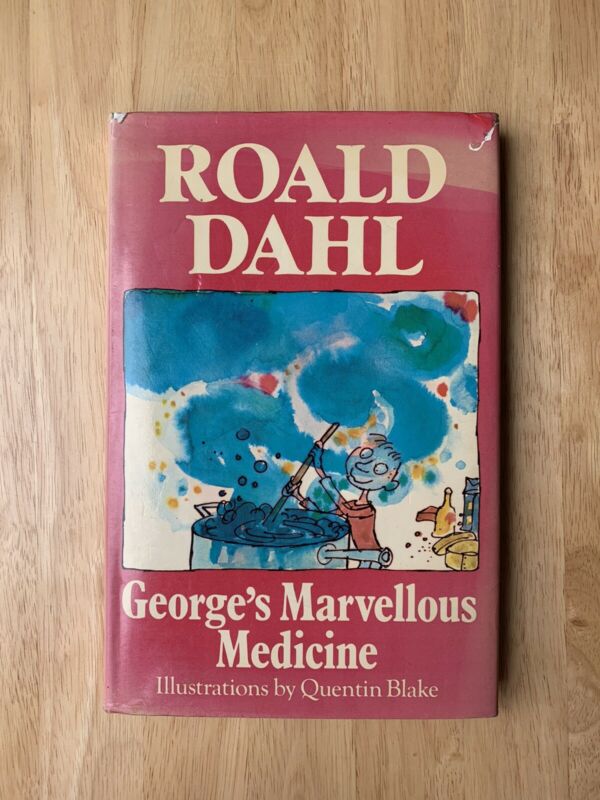 ROALD
DAHL
George's Marvellous
Medicine
Illustrations by Quentin Blake